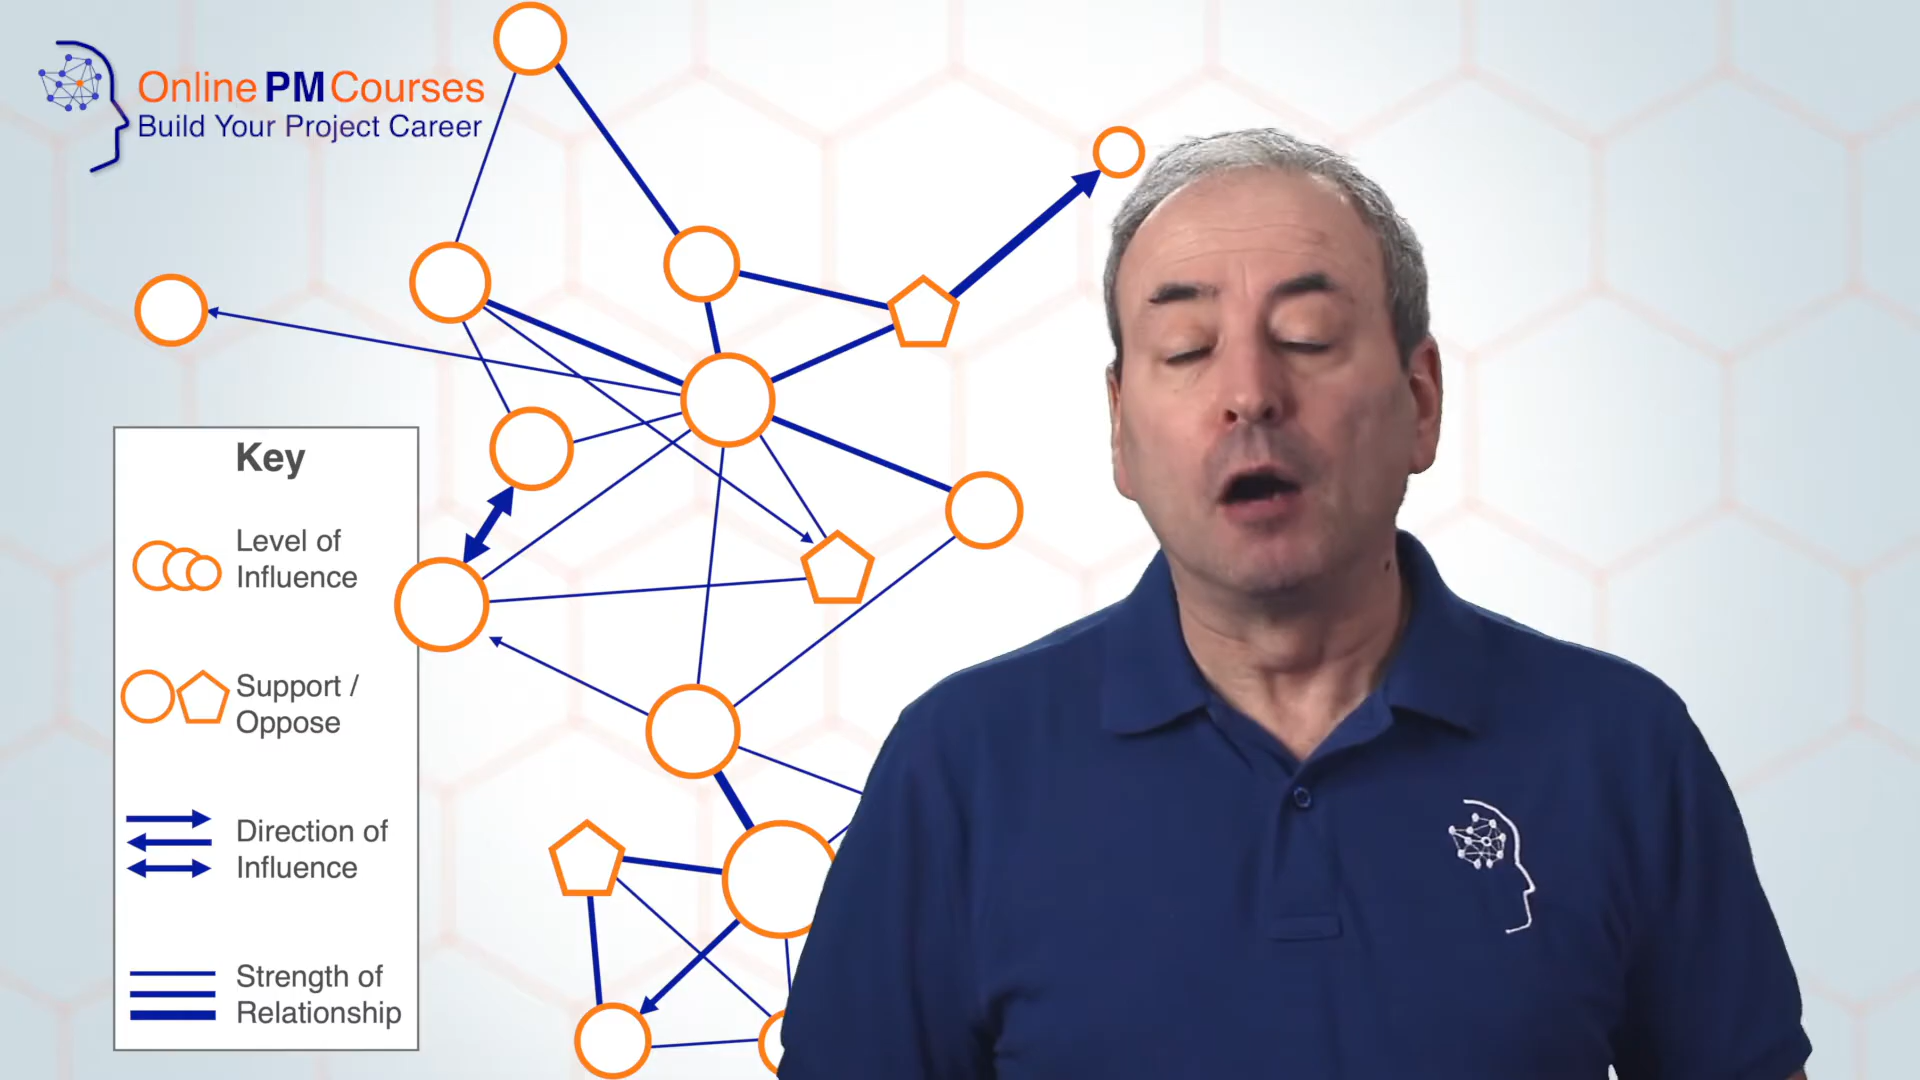 Online PM Courses
Build Your Project Career
Key
Level of
Influence
Support /
Oppose
Direction of
Influence
Strength of
Relationship